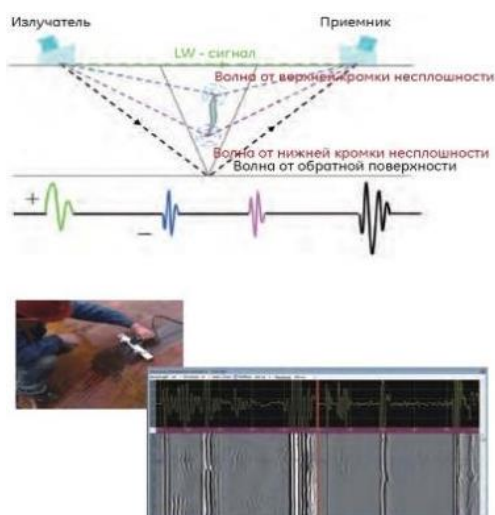 Излучатель
Приемник
LW - сигнал
Волна от верхней кромки несплошности
Волна от нижней кромки несплошности
Волна от обратной поверхности
+
−